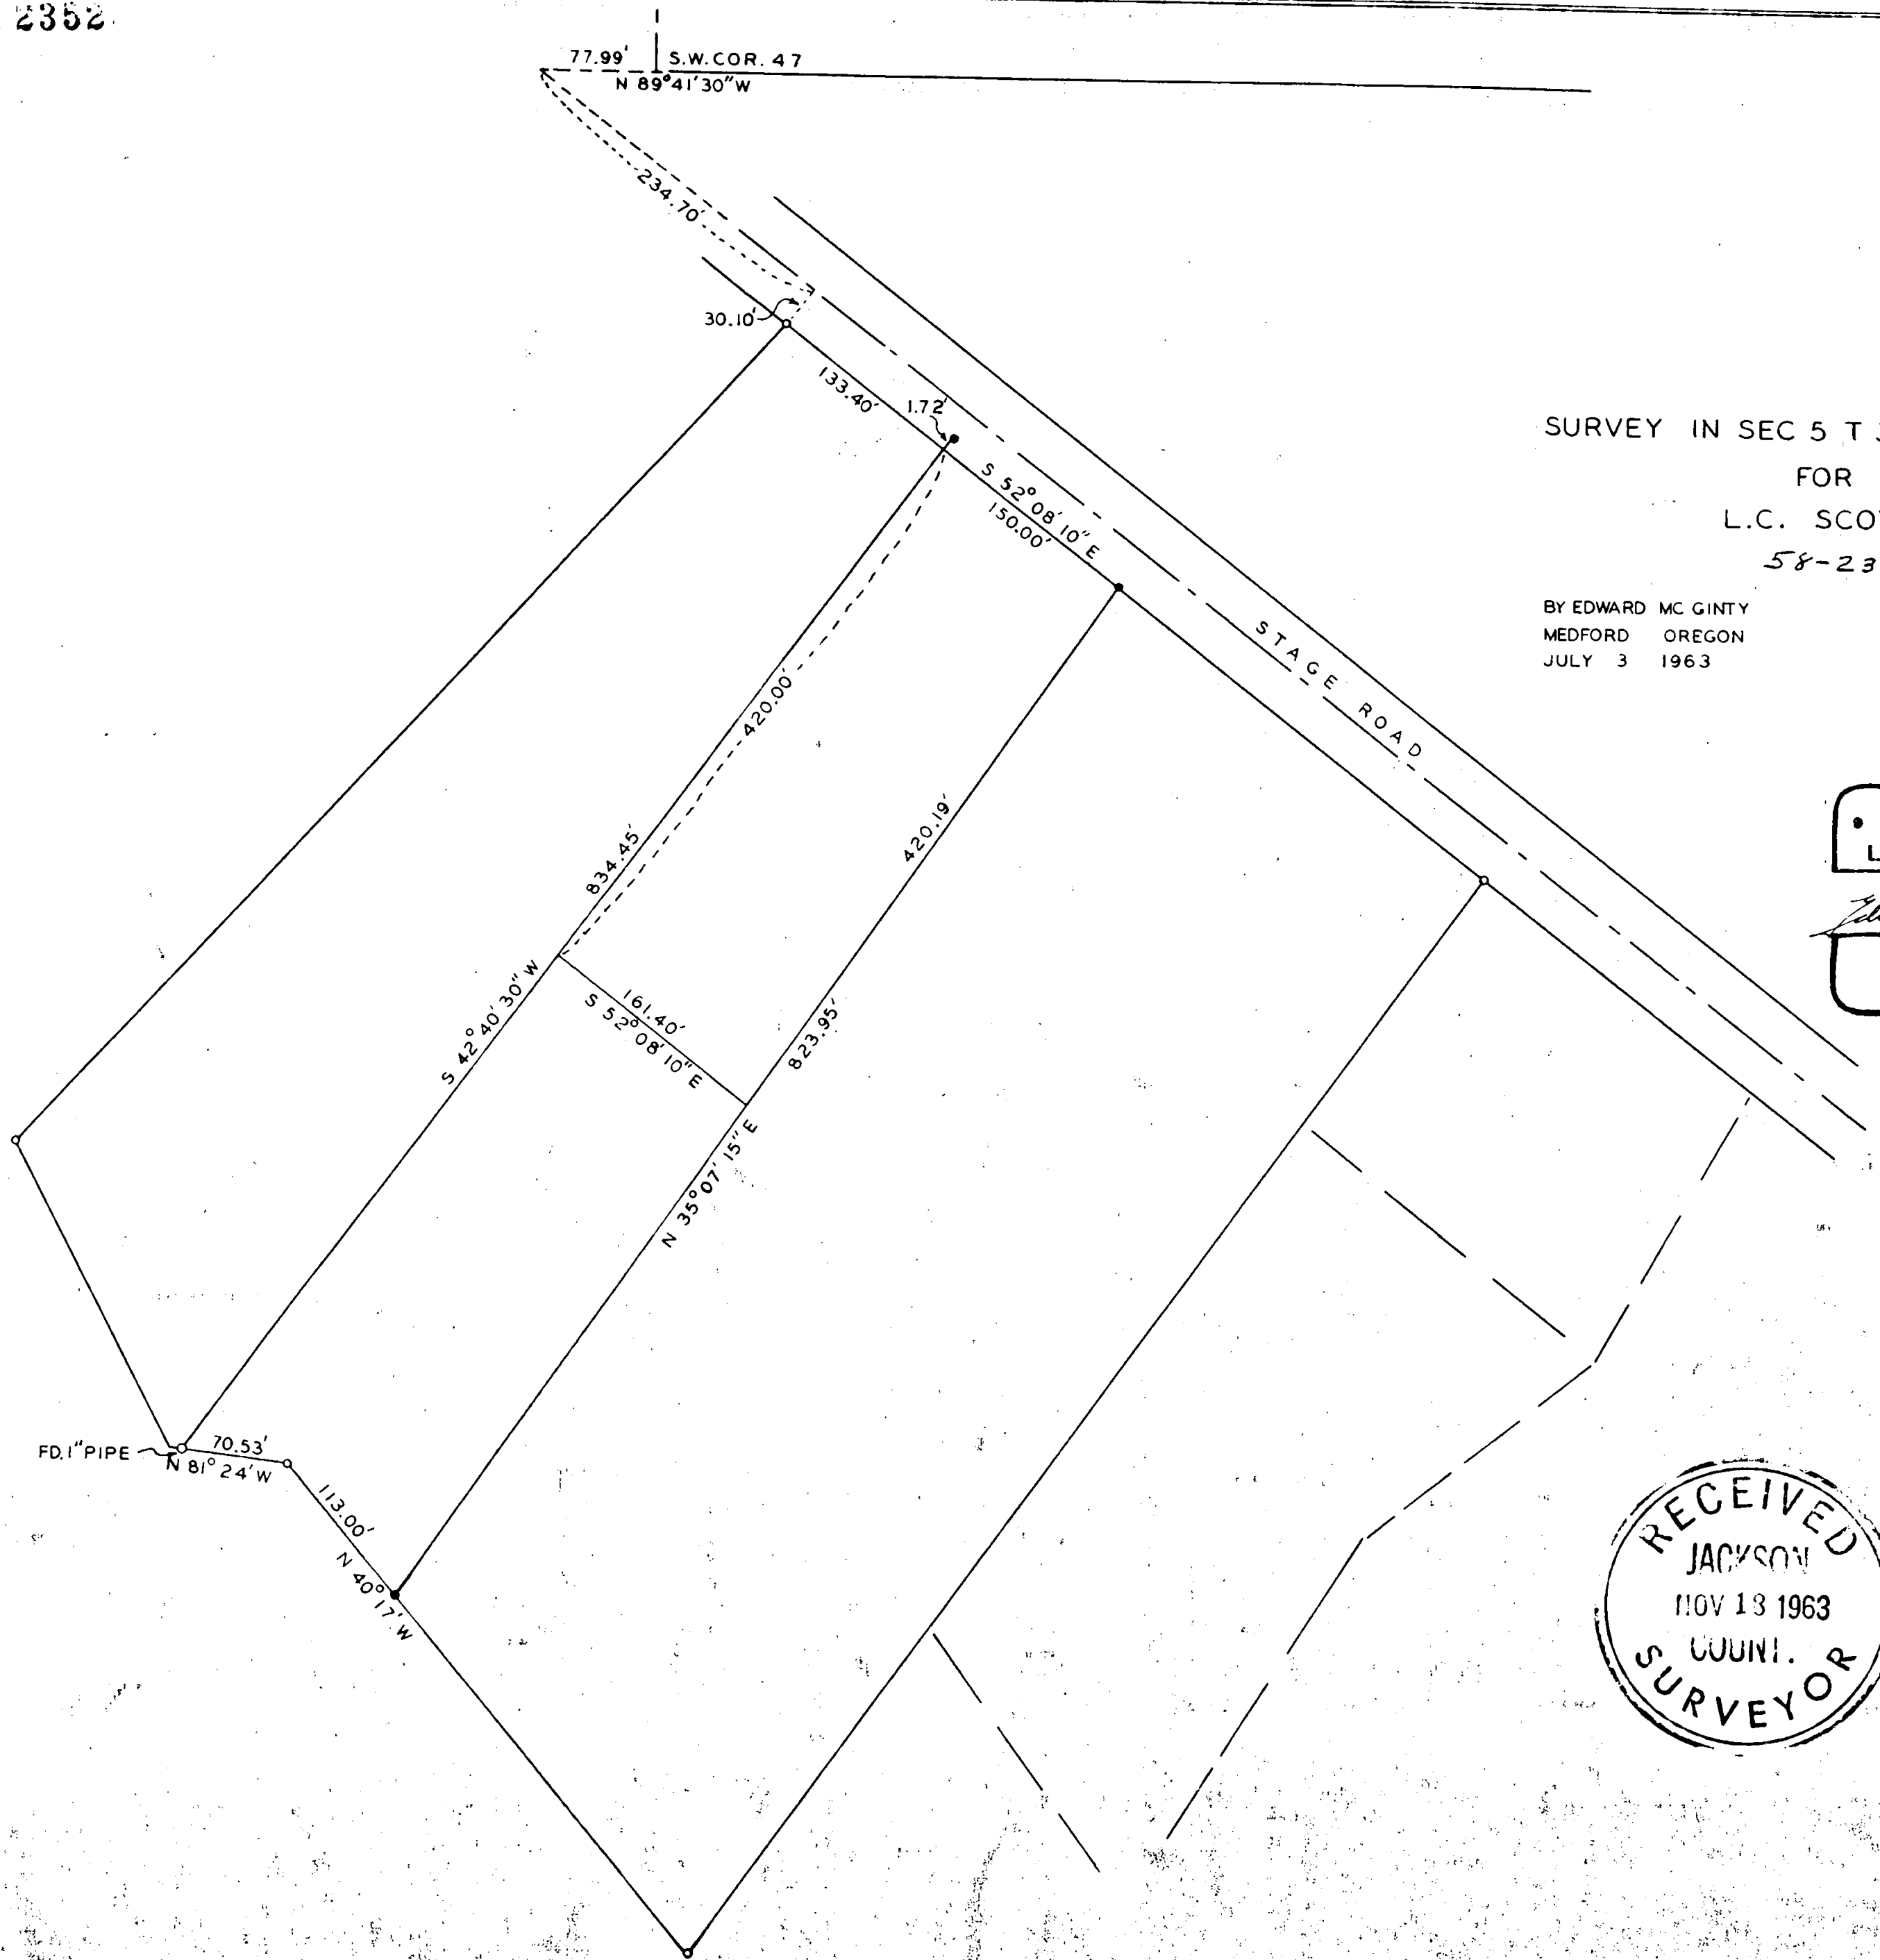 2352
77.99'
S.W. COR. 47
N 89°41'30" W
234.70'
30.10'
133.40'
1.72'
S 52°08'10" E
150.00'
SURVEY IN SEC 5 T
FOR
L.C. SCO
58-23
BY EDWARD MC GINTY
MEDFORD OREGON
JULY 3 1963
STAGE ROAD
420.00'
834.45'
420.19'
S 42°40'30" W
161.40'
S 52°08'10" E
823.95'
N 35°07'15" E
FD. 1" PIPE
70.53'
N 81°24' W
113.00'
N 40°17' W
RECEIVED
JACKSON
NOV 13 1963
COUNT.
SURVEYOR